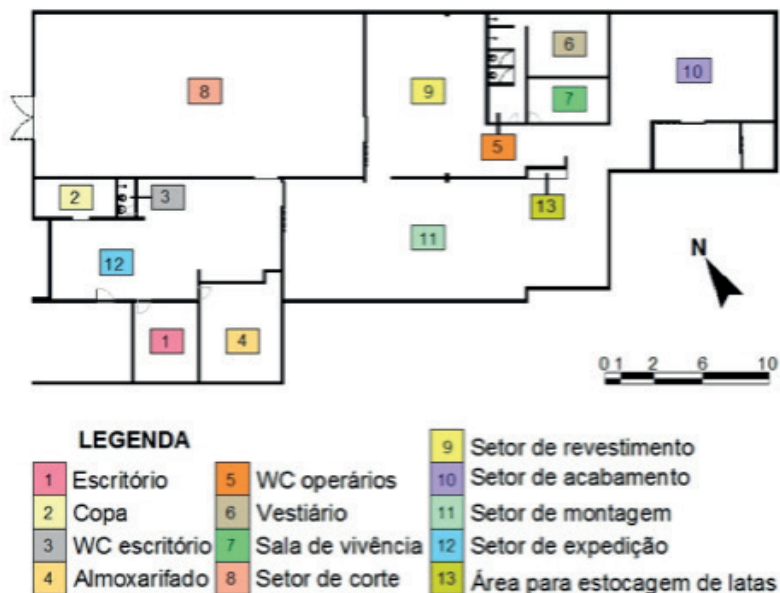 6
10
8
9
7
5
2
3
13
11
N
12
1
4
0 1 2 6 10
LEGENDA
1 Escritório
2 Copa
3 WC escritório
4 Almoxarifado
5 WC operários
6 Vestiário
7 Sala de vivência
8 Setor de corte
9 Setor de revestimento
10 Setor de acabamento
11 Setor de montagem
12 Setor de expedição
13 Área para estocagem de latas